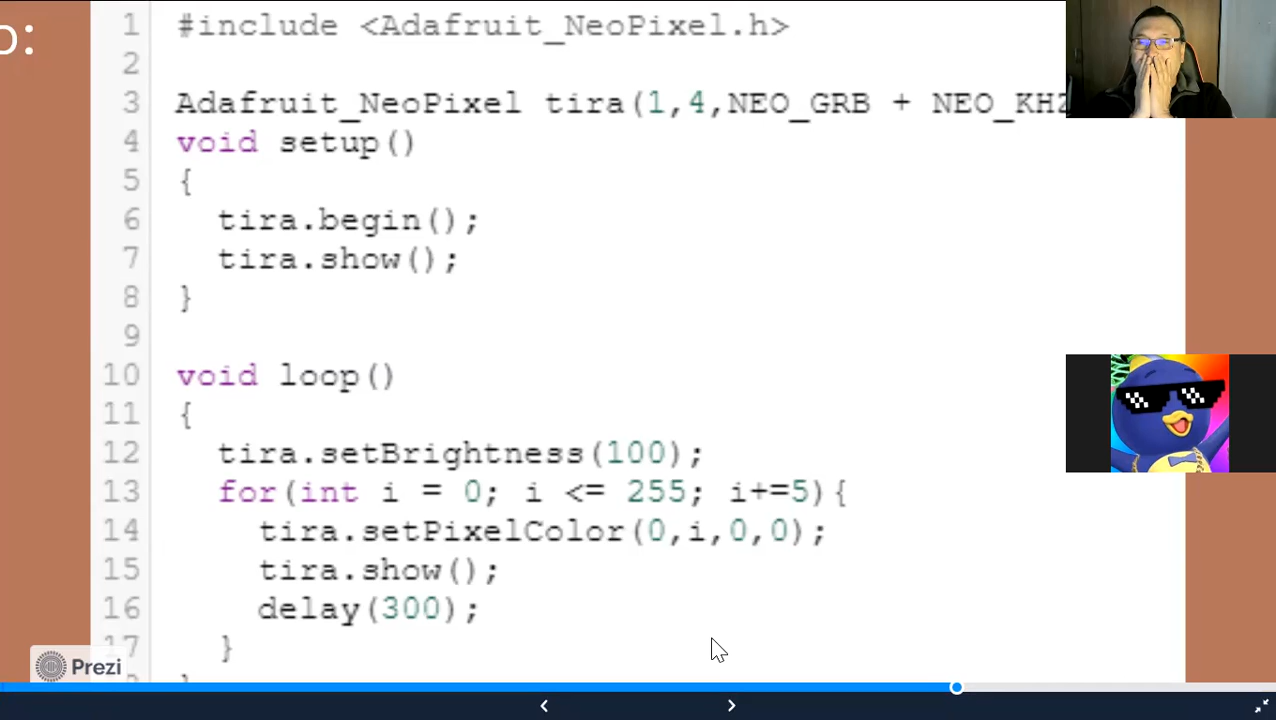 o:
1 #include <Adafruit_NeoPixel.h>
2
3 Adafruit_NeoPixel tira(1,4,NEO_GRB + NEO_KHZ
4 void setup()
5 {
6 tira.begin();
7 tira.show();
8 }
9
10 void loop()
11 {
12 tira.setBrightness(100);
13 for(int i = 0; i <= 255; i+=5){
14 tira.setPixelColor(0,i,0,0);
15 tira.show();
16 delay(300);
17 }
Prezi